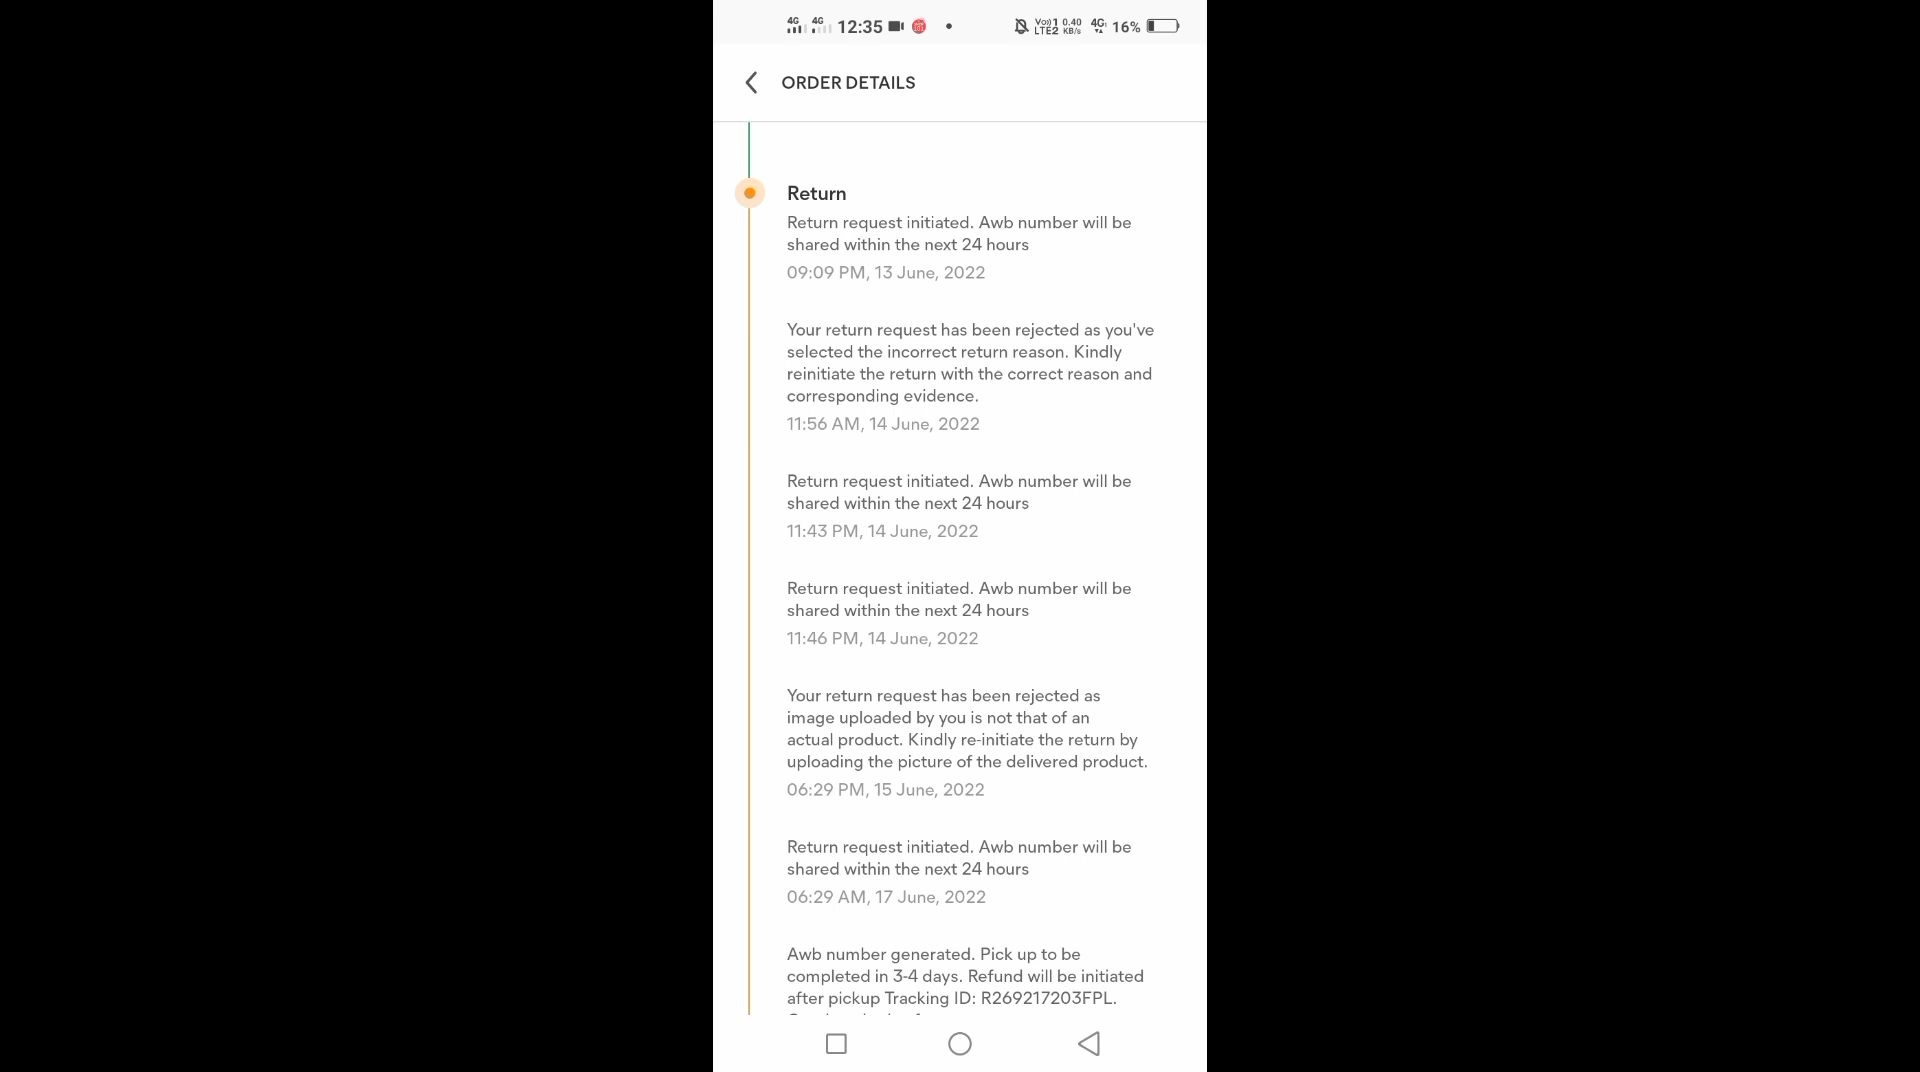 4G 4G 12:35 Vo)) 1 LTE2 0.40 KB/s 4G 16%
ORDER DETAILS
Return
Return request initiated. Awb number will be
shared within the next 24 hours
09:09 PM, 13 June, 2022
Your return request has been rejected as you've
selected the incorrect return reason. Kindly
reinitiate the return with the correct reason and
corresponding evidence.
11:56 AM, 14 June, 2022
Return request initiated. Awb number will be
shared within the next 24 hours
11:43 PM, 14 June, 2022
Return request initiated. Awb number will be
shared within the next 24 hours
11:46 PM, 14 June, 2022
Your return request has been rejected as
image uploaded by you is not that of an
actual product. Kindly re-initiate the return by
uploading the picture of the delivered product.
06:29 PM, 15 June, 2022
Return request initiated. Awb number will be
shared within the next 24 hours
06:29 AM, 17 June, 2022
Awb number generated. Pick up to be
completed in 3-4 days. Refund will be initiated
after pickup Tracking ID: R269217203FPL.